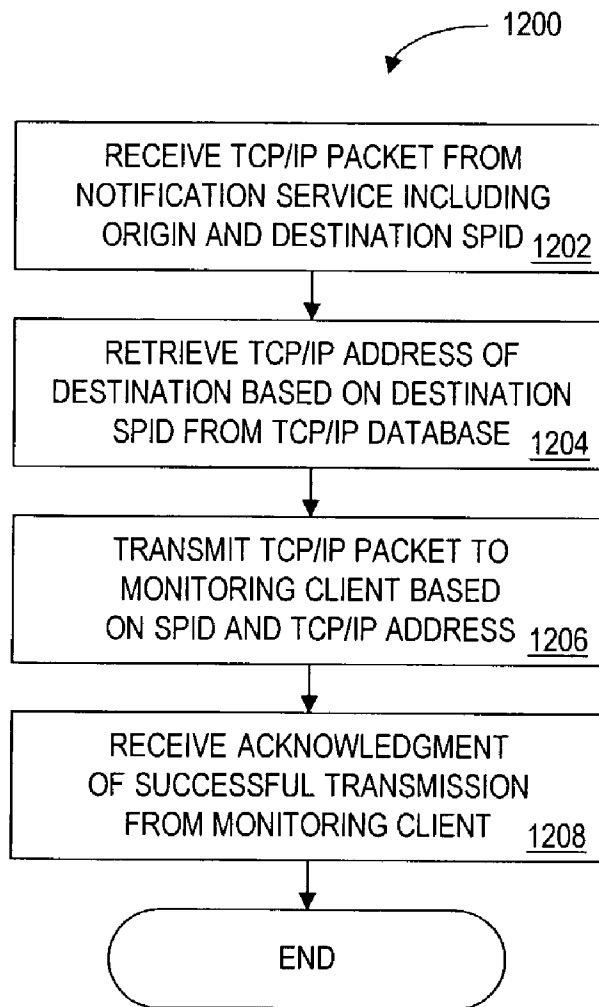 1200
RECEIVE TCP/IP PACKET FROM
NOTIFICATION SERVICE INCLUDING
ORIGIN AND DESTINATION SPID 1202
RETRIEVE TCP/IP ADDRESS OF
DESTINATION BASED ON DESTINATION
SPID FROM TCP/IP DATABASE 1204
TRANSMIT TCP/IP PACKET TO
MONITORING CLIENT BASED
ON SPID AND TCP/IP ADDRESS 1206
RECEIVE ACKNOWLEDGMENT
OF SUCCESSFUL TRANSMISSION
FROM MONITORING CLIENT 1208
END